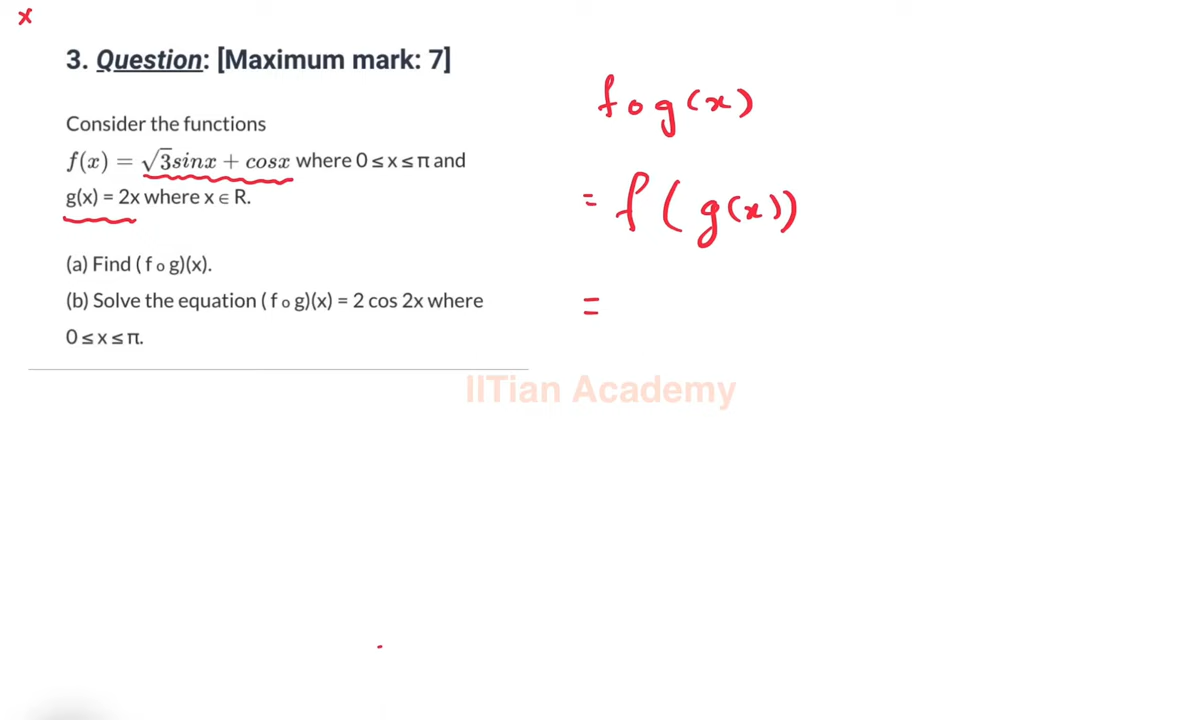 x
3. Question: [Maximum mark: 7]
Consider the functions
f(x) = √3sinx + cosx where 0 ≤ x ≤ π and
g(x) = 2x where x ∈ R.
(a) Find (f o g)(x).
(b) Solve the equation (f o g)(x) = 2 cos 2x where
0 ≤ x ≤ π.
fog(x)
= f(g(x))
=
IITian Academy